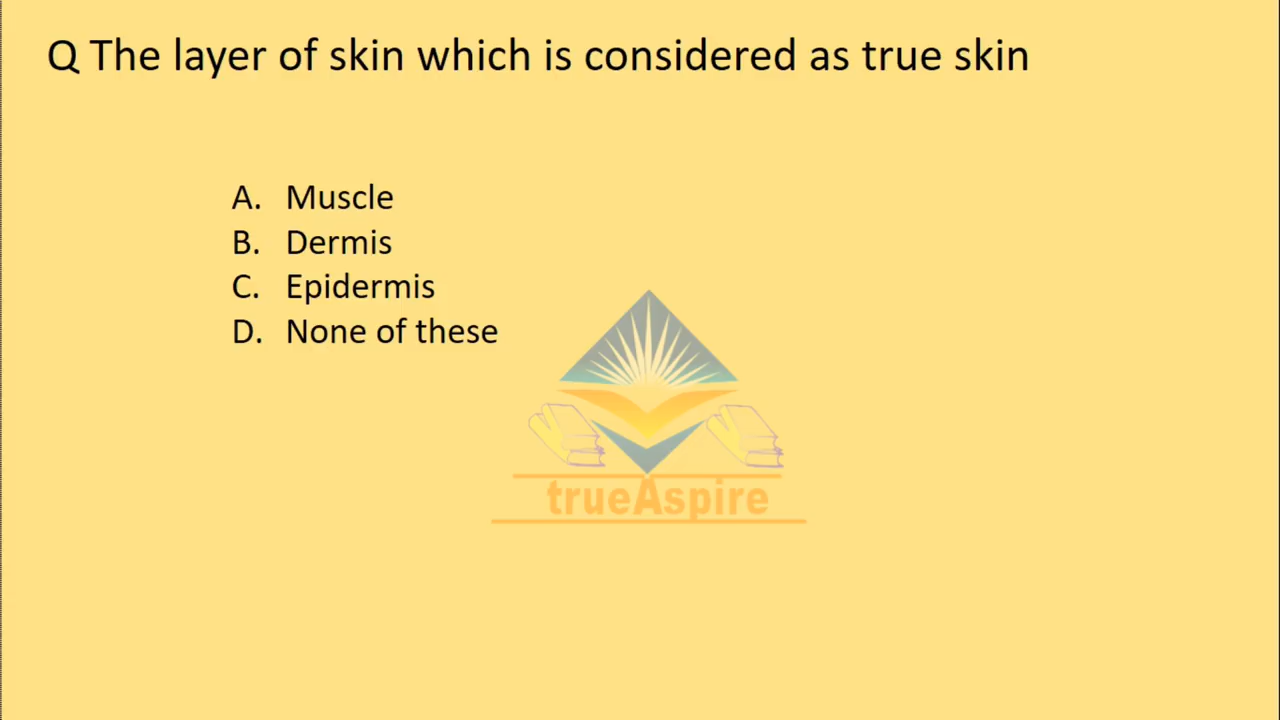 Q The layer of skin which is considered as true skin
A. Muscle
B. Dermis
C. Epidermis
D. None of these
trueAspire